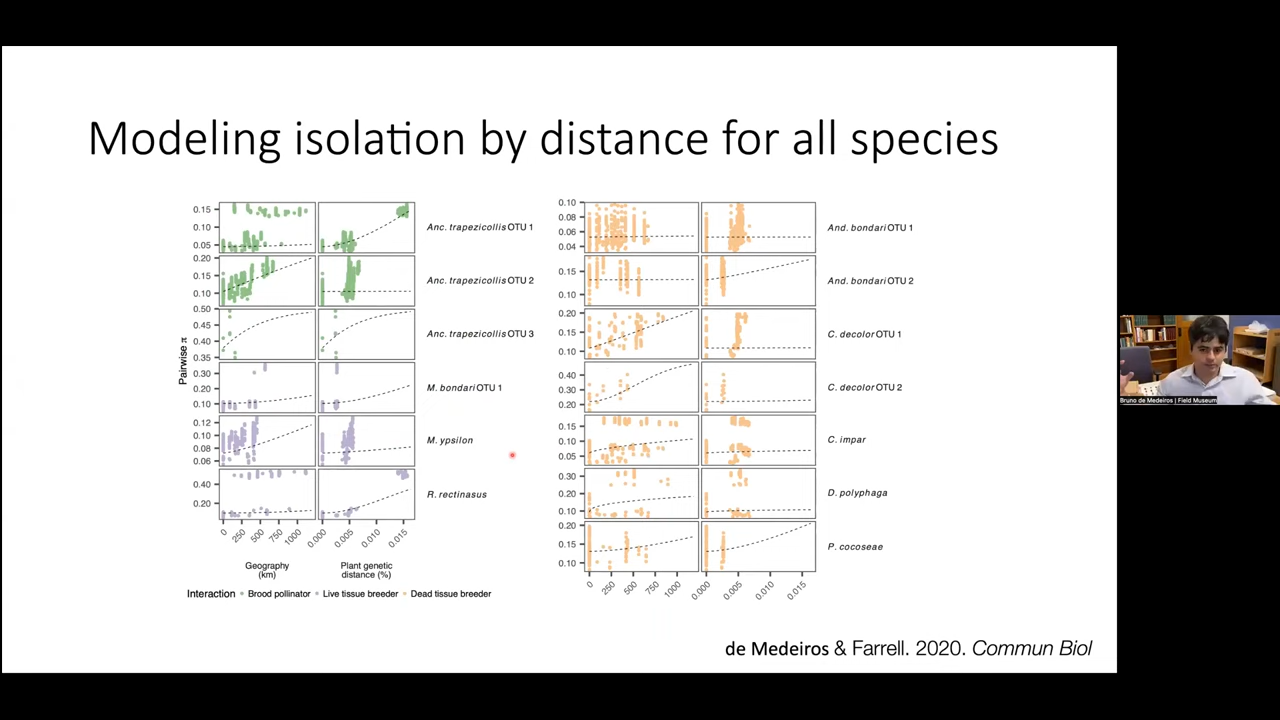 Modeling isolation by distance for all species
Pairwise π
0.15
0.10
0.05
Anc. trapezicollis OTU 1
0.20
0.15
0.10
Anc. trapezicollis OTU 2
0.50
0.45
0.40
0.35
Anc. trapezicollis OTU 3
0.30
0.20
0.10
M. bondari OTU 1
0.12
0.10
0.08
0.06
M. ypsilon
0.40
0.20
R. rectinasus
0 250 500 750 1000 0.000 0.005 0.010 0.015
Geography
(km)
Plant genetic
distance (%)
Interaction Brood pollinator Live tissue breeder Dead tissue breeder
0.10
0.08
0.06
0.04
And. bondari OTU 1
0.15
0.10
And. bondari OTU 2
0.20
0.15
0.10
C. decolor OTU 1
0.40
0.30
0.20
C. decolor OTU 2
0.15
0.10
0.05
C. impar
0.30
0.20
0.10
D. polyphaga
0.20
0.15
0.10
P. cocoseae
0 250 500 750 1000 0.000 0.005 0.010 0.015
de Medeiros & Farrell. 2020. Commun Biol
Bruno de Medeiros | Field Museum